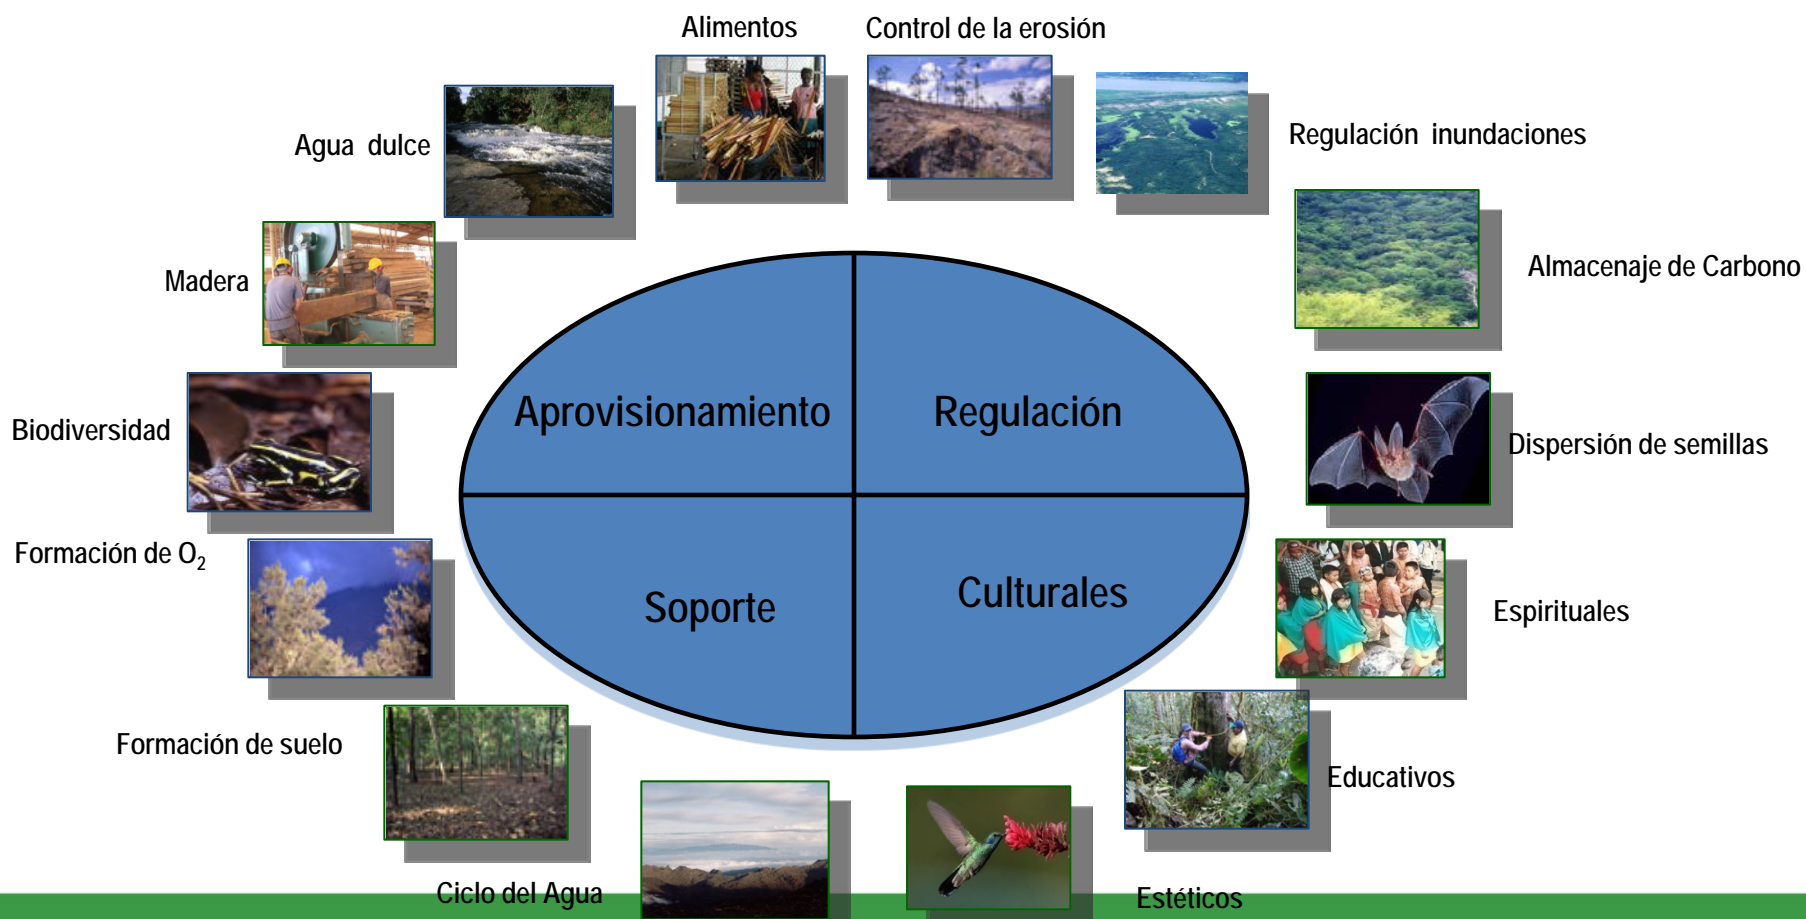 Alimentos
Control de la erosión
Agua dulce
Regulación inundaciones
Madera
Almacenaje de Carbono
Aprovisionamiento
Regulación
Biodiversidad
Dispersión de semillas
Formación de O₂
Soporte
Culturales
Espirituales
Formación de suelo
Educativos
Ciclo del Agua
Estéticos